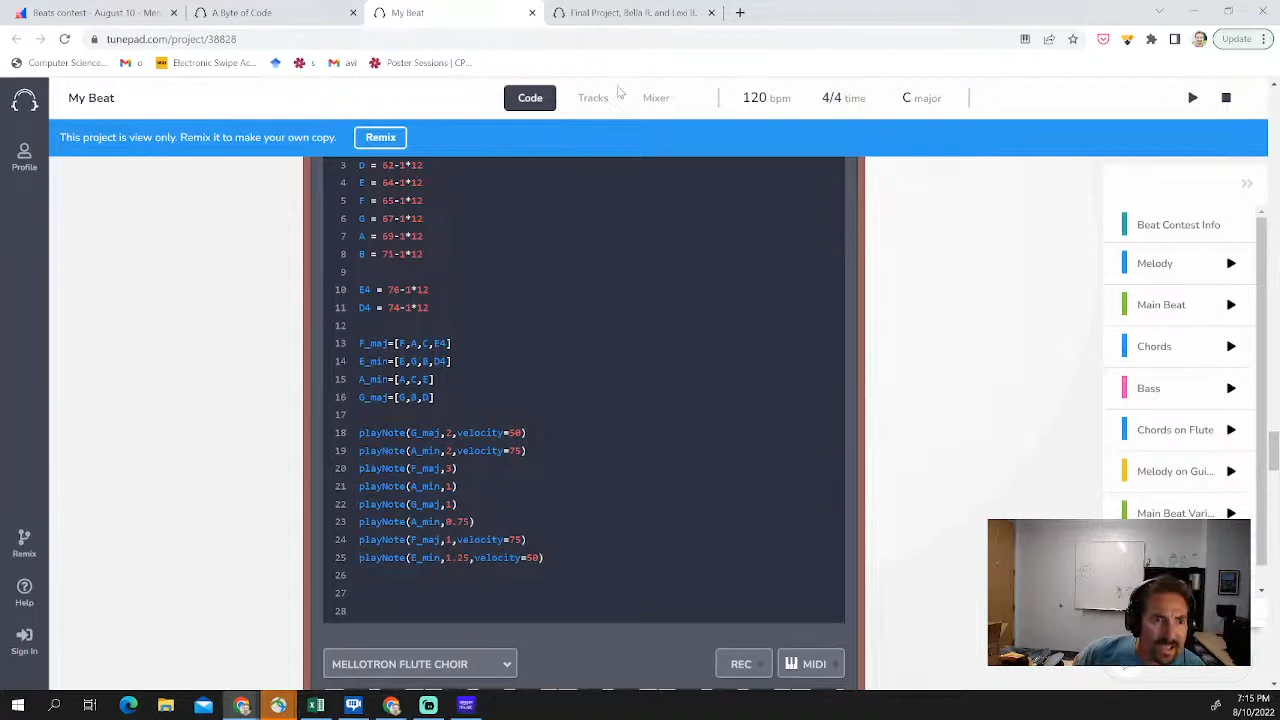 Beats contest - August 10 - Men
A Byte of Code
My Beat
Final Project, Bella R. and Lexi B.
tunepad.com/project/38828
Update
Computer Science...
o
Electronic Swipe Ac...
s
avi
Poster Sessions | CP...
My Beat
Code
Tracks
Mixer
120 bpm
4/4 time
C major
This project is view only. Remix it to make your own copy.
Remix
Profile
3 D = 62-1*12
4 E = 64-1*12
5 F = 65-1*12
6 G = 67-1*12
7 A = 69-1*12
8 B = 71-1*12
9
10 E4 = 76-1*12
11 D4 = 74-1*12
12
13 F_maj=[F,A,C,E4]
14 E_min=[E,G,B,D4]
15 A_min=[A,C,E]
16 G_maj=[G,B,D]
17
18 playNote(G_maj,2,velocity=50)
19 playNote(A_min,2,velocity=75)
20 playNote(F_maj,3)
21 playNote(A_min,1)
22 playNote(G_maj,1)
23 playNote(A_min,0.75)
24 playNote(F_maj,1,velocity=75)
25 playNote(E_min,1.25,velocity=50)
26
27
28
Beat Contest Info
Melody
Main Beat
Chords
Bass
Chords on Flute
Melody on Gui...
Main Beat Vari...
Remix
Help
Sign In
MELLOTRON FLUTE CHOIR
REC
MIDI
7:15 PM
8/10/2022